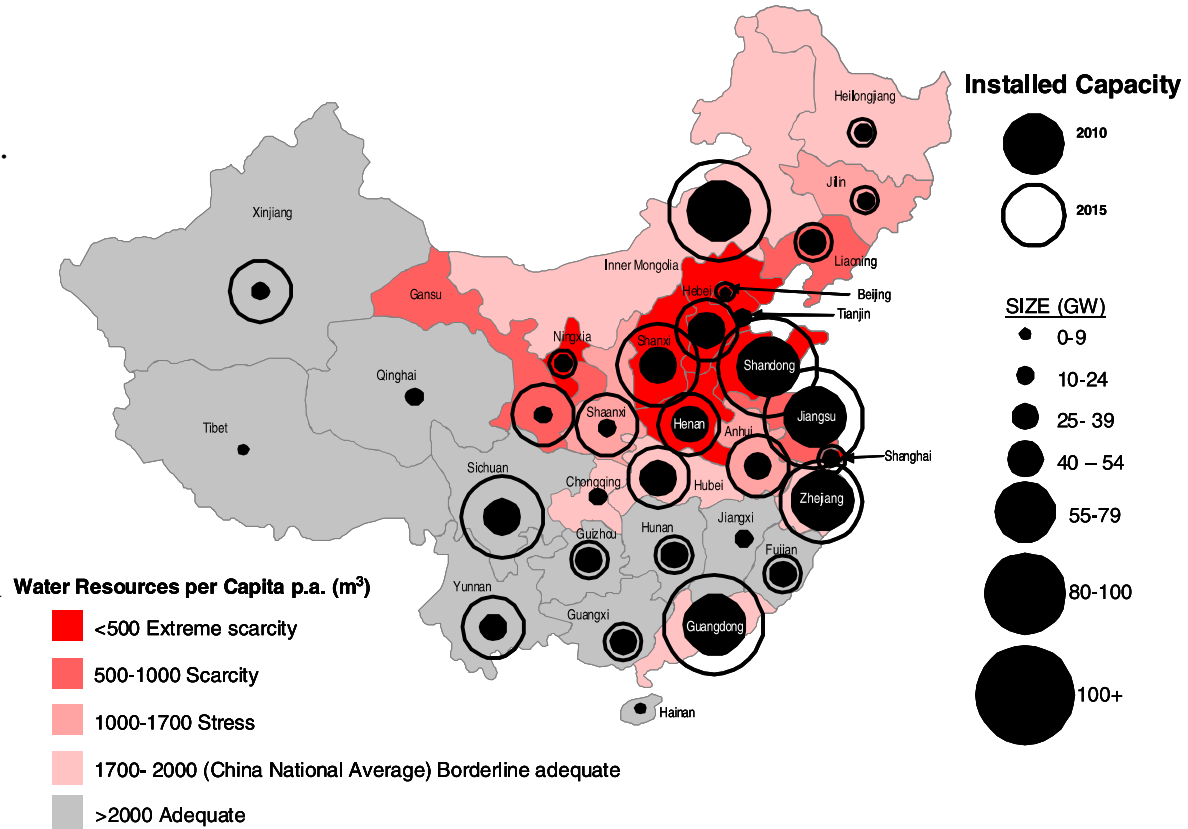 Heilongjiang
Installed Capacity
2010
Jilin
2015
Xinjiang
Liaoning
Inner Mongolia
Hebei
Beijing
Gansu
Tianjin
SIZE (GW)
0-9
Ningxia
Shanxi
Shandong
Qinghai
10-24
Shaanxi
Henan
Anhui
Jiangsu
25- 39
Tibet
Shanghai
40 – 54
Sichuan
Chongqing
Hubei
Zhejiang
55-79
Jiangxi
Hunan
Guizhou
Fujian
Water Resources per Capita p.a. (m³)
Yunnan
80-100
Guangxi
Guangdong
<500 Extreme scarcity
500-1000 Scarcity
100+
Hainan
1000-1700 Stress
1700- 2000 (China National Average) Borderline adequate
>2000 Adequate